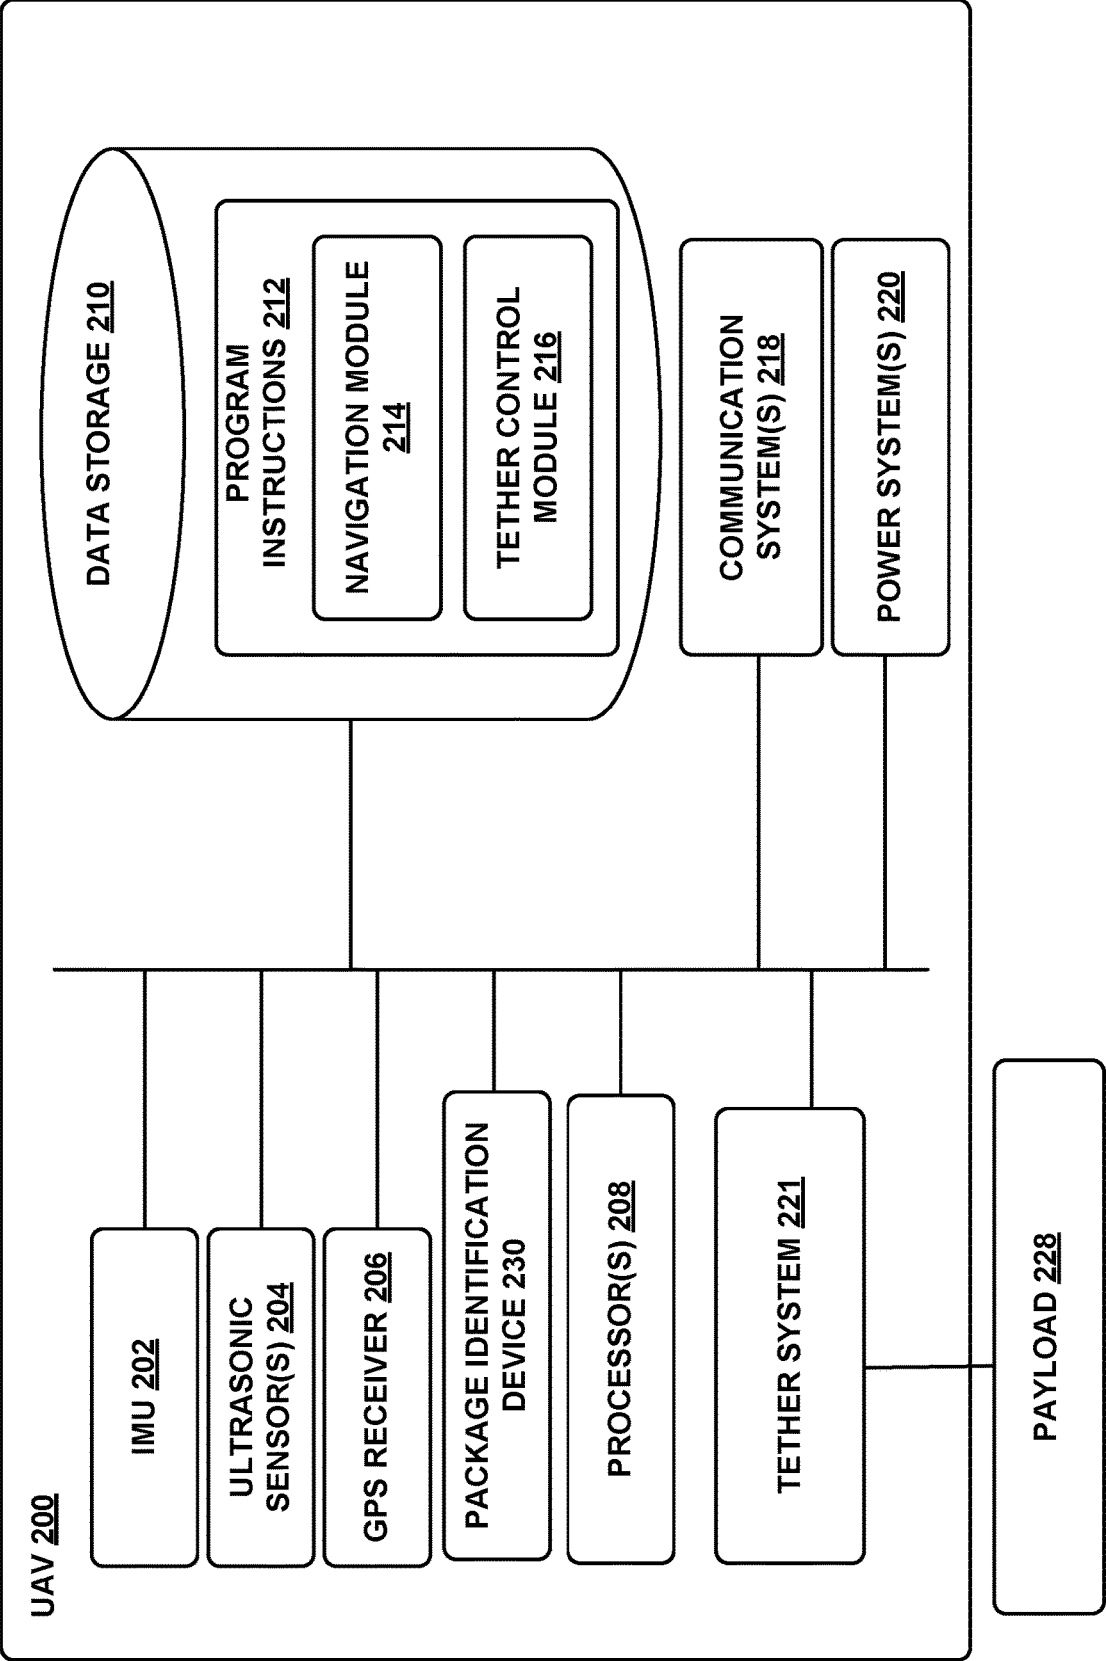 UAV 200
IMU 202
ULTRASONIC
SENSOR(S) 204
GPS RECEIVER 206
PACKAGE IDENTIFICATION
DEVICE 230
PROCESSOR(S) 208
TETHER SYSTEM 221
PAYLOAD 228
DATA STORAGE 210
PROGRAM
INSTRUCTIONS 212
NAVIGATION MODULE
214
TETHER CONTROL
MODULE 216
COMMUNICATION
SYSTEM(S) 218
POWER SYSTEM(S) 220